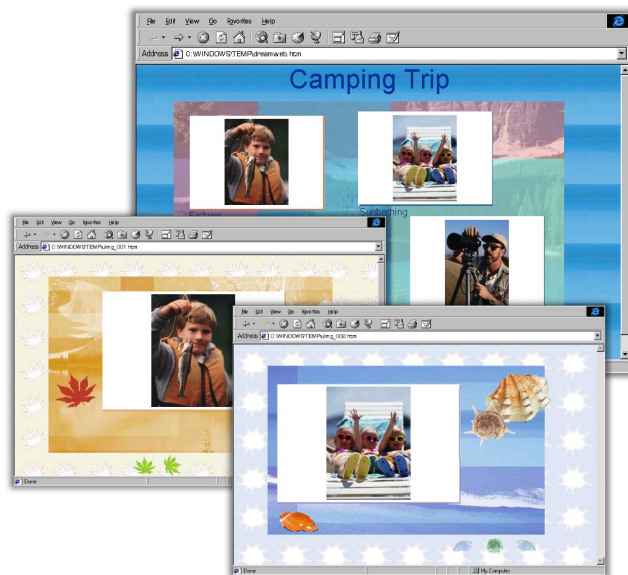 File Edit View Go Favorites Help
Address C:\WINDOWS\TEMP\dreamweb.htm
Camping Trip
Fishing
Sunbathing
File Edit View Go Favorites Help
Address C:\WINDOWS\TEMP\img_001.htm
File Edit View Go Favorites Help
Address C:\WINDOWS\TEMP\img_002.htm
Done
Done
My Computer